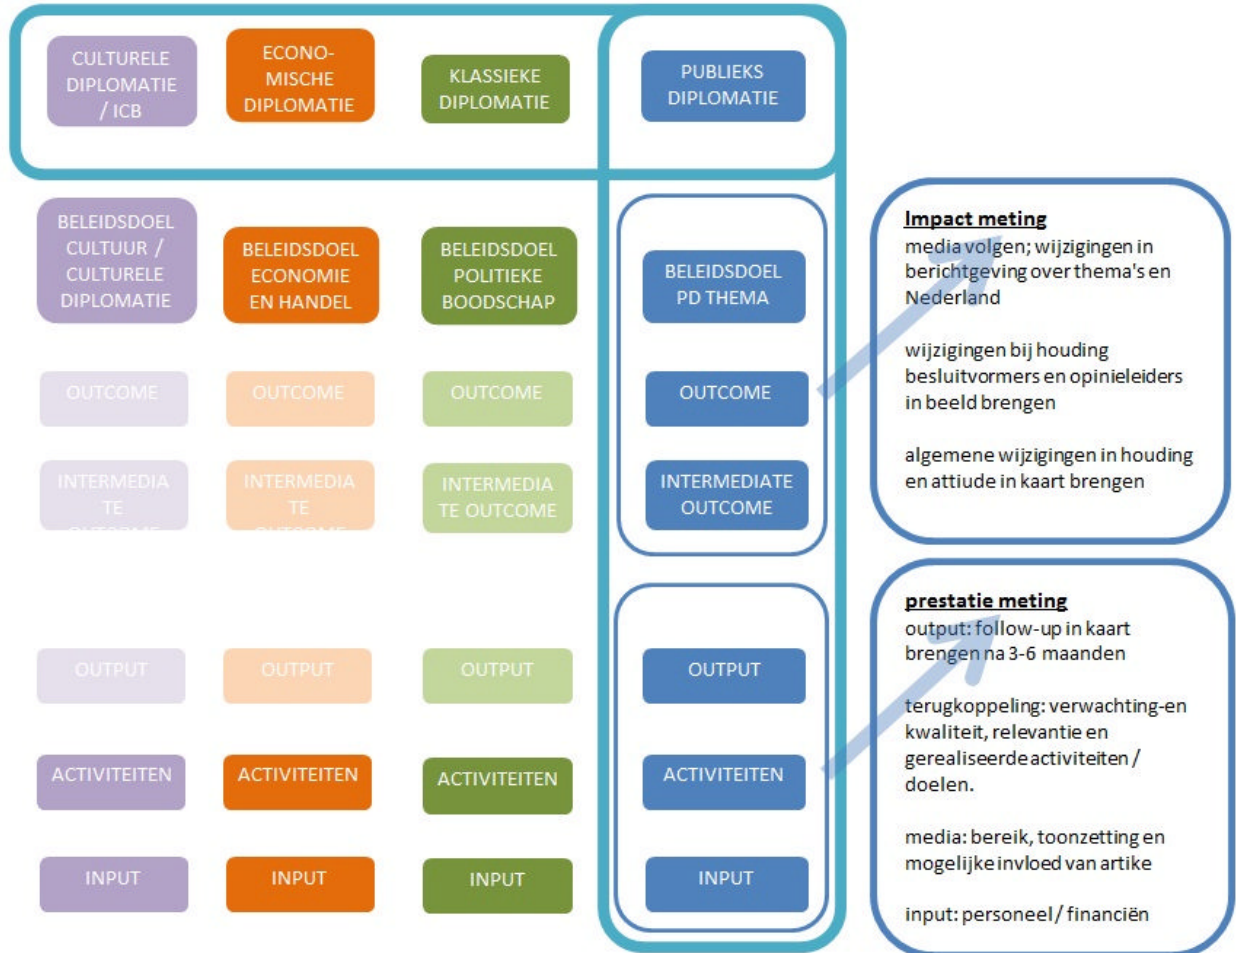 CULTURELE
DIPLOMATIE
/ ICB
ECONO-
MISCHE
DIPLOMATIE
KLASSIEKE
DIPLOMATIE
PUBLIEKS
DIPLOMATIE
BELEIDSDOEL
CULTUUR /
CULTURELE
DIPLOMATIE
BELEIDSDOEL
ECONOMIE
EN HANDEL
BELEIDSDOEL
POLITIEKE
BOODSCHAP
BELEIDSDOEL
PD THEMA
OUTCOME
OUTCOME
OUTCOME
OUTCOME
INTERMEDIA
TE
OUTCOME
INTERMEDIA
TE
OUTCOME
INTERMEDIA
TE OUTCOME
INTERMEDIATE
OUTCOME
OUTPUT
OUTPUT
OUTPUT
OUTPUT
ACTIVITEITEN
ACTIVITEITEN
ACTIVITEITEN
ACTIVITEITEN
INPUT
INPUT
INPUT
INPUT
Impact meting
media volgen; wijzigingen in
berichtgeving over thema's en
Nederland
wijzigingen bij houding
besluitvormers en opinieleiders
in beeld brengen
algemene wijzigingen in houding
en attiude in kaart brengen
prestatie meting
output: follow-up in kaart
brengen na 3-6 maanden
terugkoppeling: verwachting-en
kwaliteit, relevantie en
gerealiseerde activiteiten /
doelen.
media: bereik, toonzetting en
mogelijke invloed van artike
input: personeel / financiën